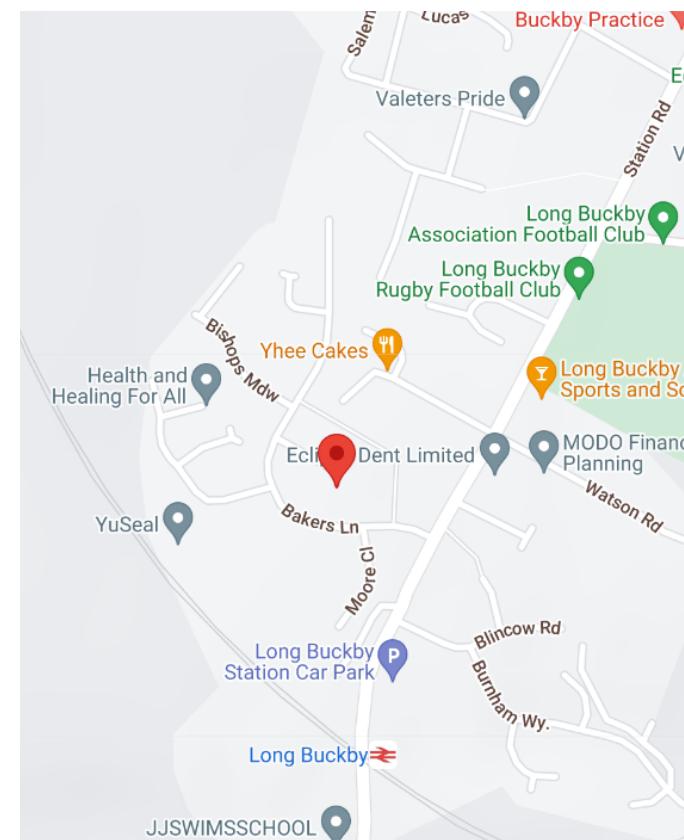 Lucas
Buckby Practice
Salem
Valeters Pride
Station Rd
Long Buckby
Association Football Club
Long Buckby
Rugby Football Club
Bishops Mdw
Yhee Cakes
Health and
Healing For All
Long Buckby
Sports and
Dent Limited
MODO
Planning
Watson Rd
YuSeal
Bakers Ln
Moore Cl
Blincow Rd
Long Buckby
Station Car Park
P
Burnham Wy.
Long Buckby
JJSWIMSSCHOOL